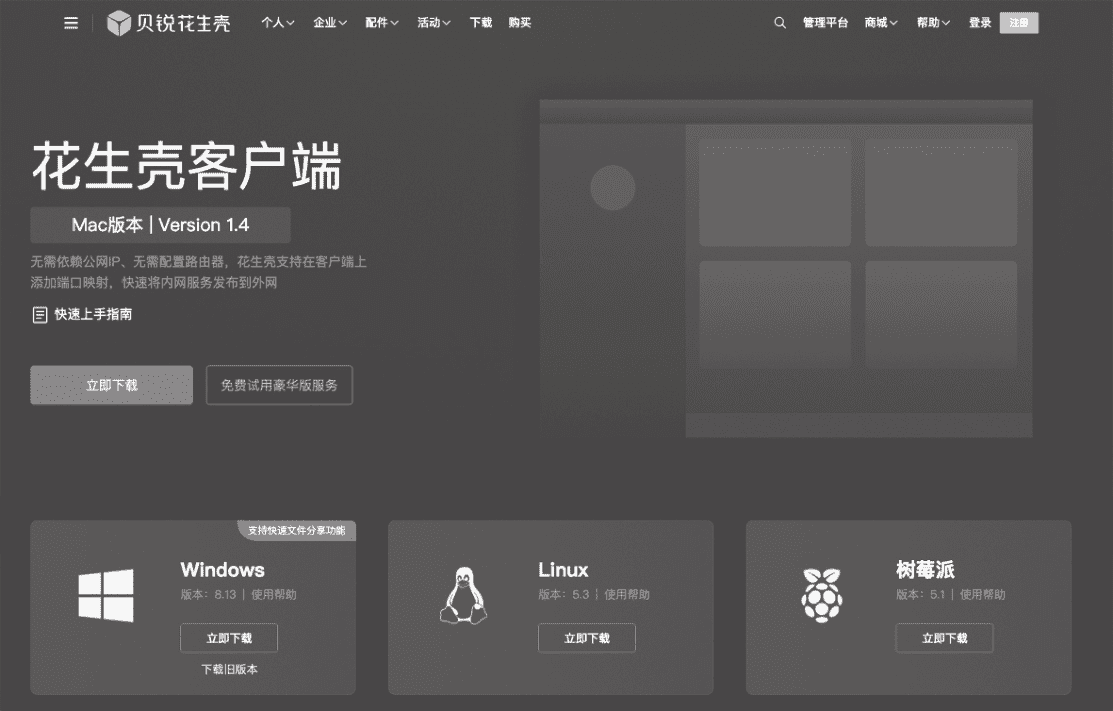 贝锐花生壳 个人 企业 配件 活动 下载 购买 管理平台 商城 帮助 登录 注册
花生壳客户端
Mac版本 | Version 1.4
无需依赖公网IP、无需配置路由器，花生壳支持在客户端上
添加端口映射，快速将内网服务发布到外网
快速上手指南
立即下载 免费试用豪华版服务
支持快速文件分享功能
Windows
版本：8.13 | 使用帮助
立即下载
下载旧版本
Linux
版本：5.3 | 使用帮助
立即下载
树莓派
版本：5.1 | 使用帮助
立即下载